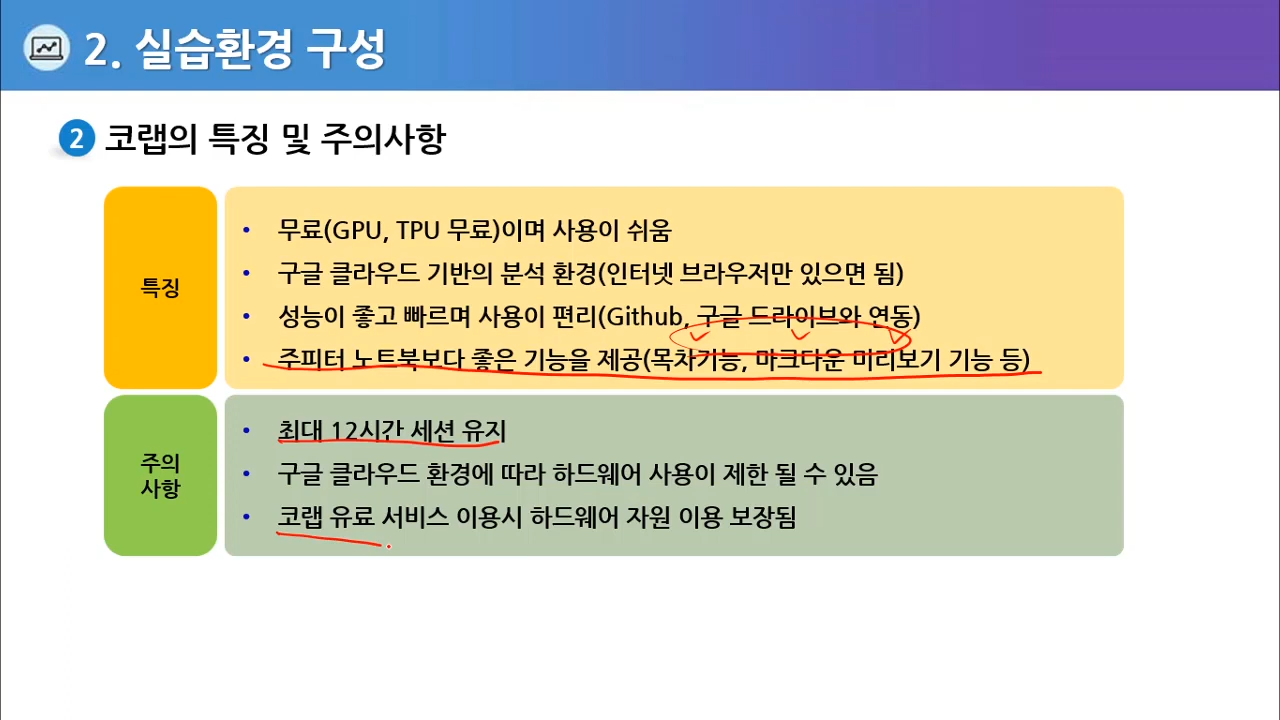 2. 실습환경 구성
2 코랩의 특징 및 주의사항
특징
• 무료(GPU, TPU 무료)이며 사용이 쉬움
• 구글 클라우드 기반의 분석 환경(인터넷 브라우저만 있으면 됨)
• 성능이 좋고 빠르며 사용이 편리(Github, 구글 드라이브와 연동)
• 주피터 노트북보다 좋은 기능을 제공(목차기능, 마크다운 미리보기 기능 등)
주의
사항
• 최대 12시간 세션 유지
• 구글 클라우드 환경에 따라 하드웨어 사용이 제한 될 수 있음
• 코랩 유료 서비스 이용시 하드웨어 자원 이용 보장됨